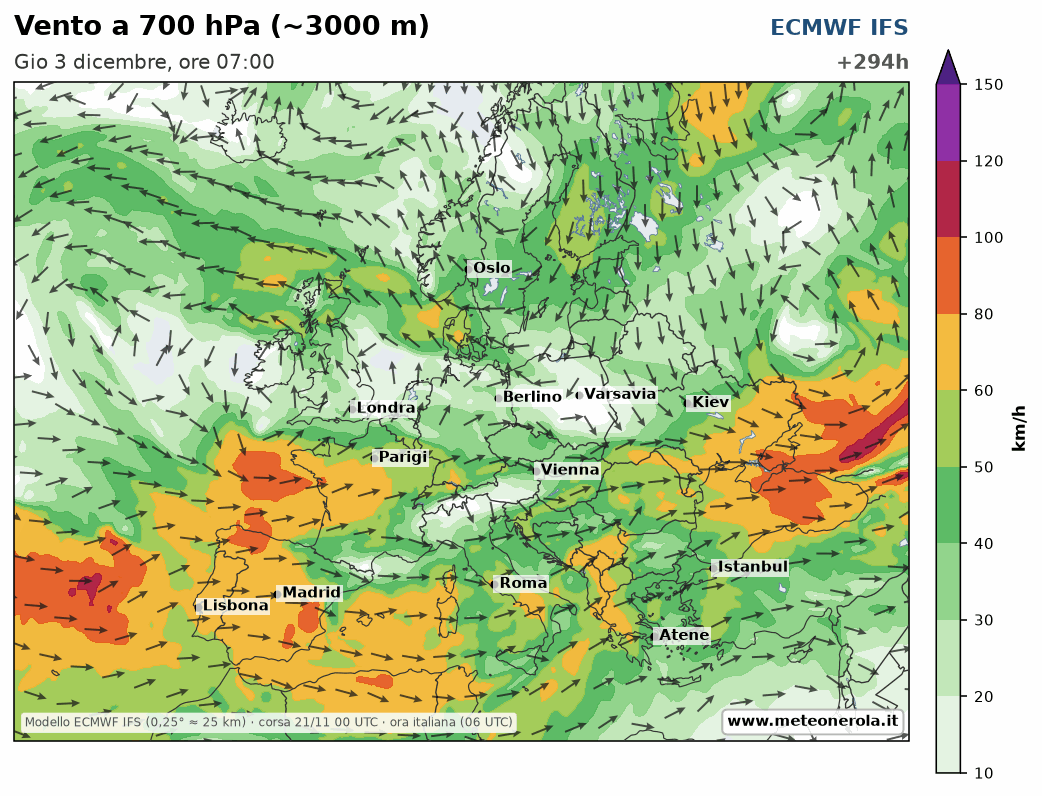 Vento a 700 hPa (~3000 m)
ECMWF IFS
Gio 3 dicembre, ore 07:00
+294h
150
120
100
80
60
50
40
30
20
10
km/h
Oslo
Londra
Berlino
Varsavia
Kiev
Parigi
Vienna
Istanbul
Roma
Madrid
Lisbona
Atene
Modello ECMWF IFS (0,25° ≈ 25 km) · corsa 21/11 00 UTC · ora italiana (06 UTC)
www.meteonerola.it